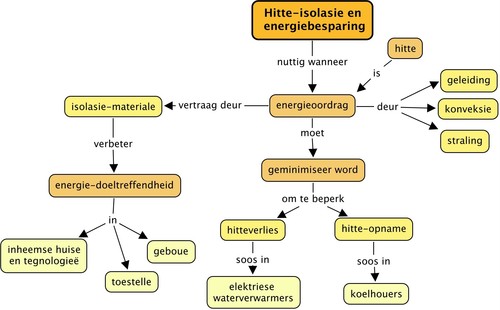 Hitte-isolasie en
energiebesparing
nuttig wanneer
hitte
is
isolasie-materiale
vertraag deur
energieoordrag
deur
geleiding
konveksie
straling
verbeter
moet
energie-doeltreffendheid
geminimiseer word
in
om te beperk
inheemse huise
en tegnologieë
toestelle
geboue
hitteverlies
hitte-opname
soos in
soos in
elektriese
waterverwarmers
koelhouers